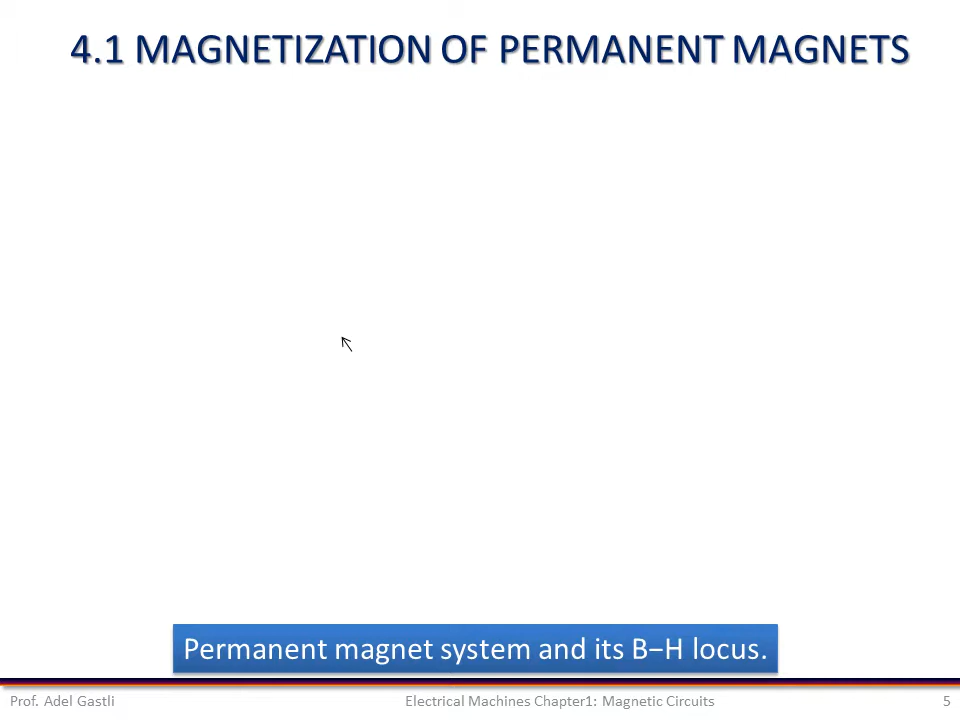 4.1 MAGNETIZATION OF PERMANENT MAGNETS
Permanent magnet system and its B−H locus.
Prof. Adel Gastli
Electrical Machines Chapter1: Magnetic Circuits
5